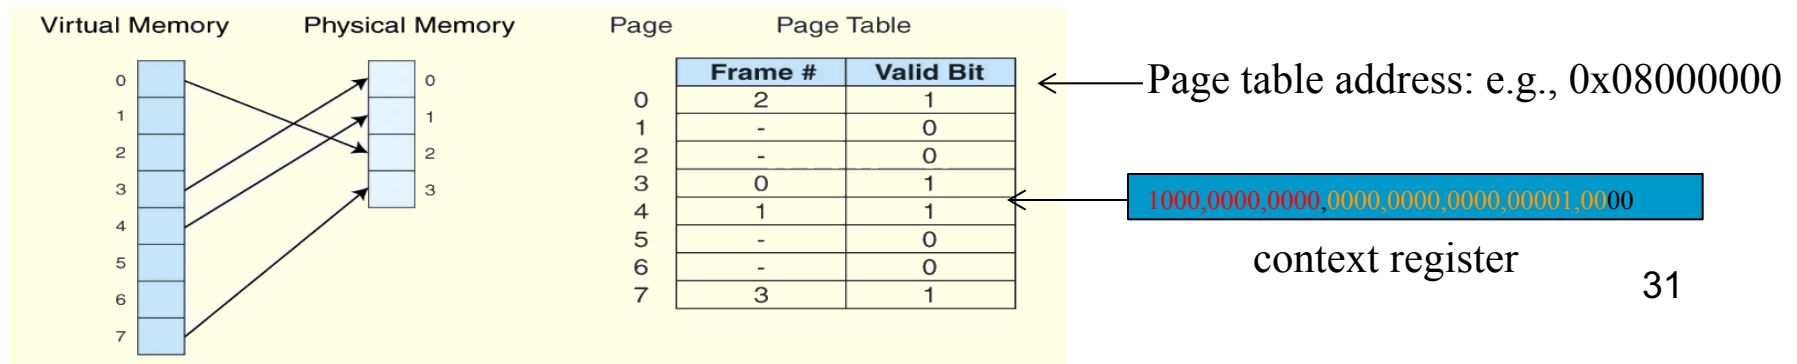 Virtual Memory Physical Memory Page Page Table
Frame # Valid Bit
Page table address: e.g., 0x08000000
0 0
1 1
2 2
3 3
4
5
6
7
0 2 1
1 - 0
2 - 0
3 0 1
4 1 1
5 - 0
6 - 0
7 3 1
1000,0000,0000,0000,0000,0000,00001,0000
context register
31